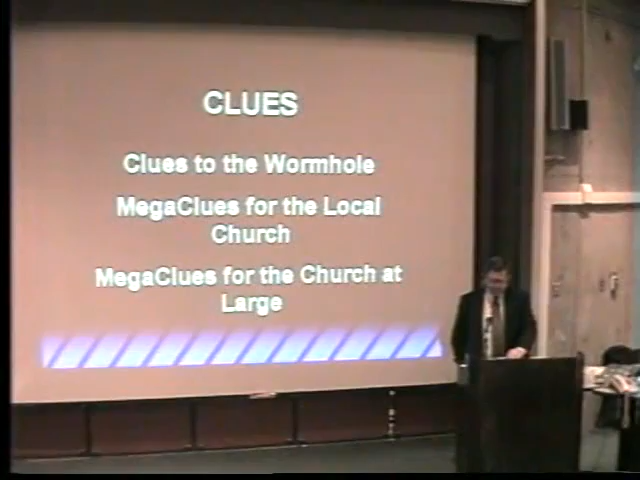 CLUES
Clues to the Wormhole
MegaClues for the Local
Church
MegaClues for the Church at
Large